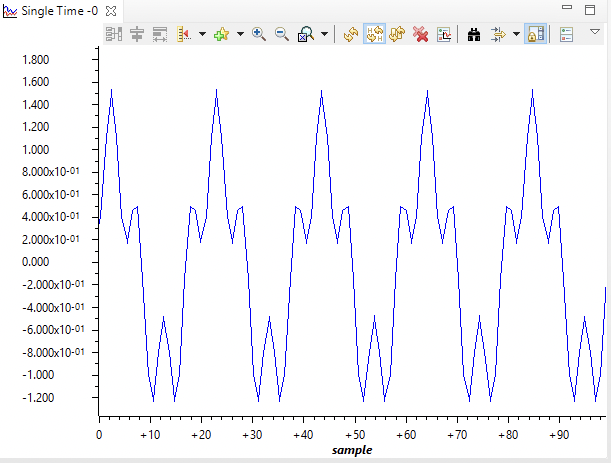 Single Time -0
1.800
1.600
1.400
1.200
1.000
8.000x10-01
6.000x10-01
4.000x10-01
2.000x10-01
0.000
-2.000x10-01
-4.000x10-01
-6.000x10-01
-8.000x10-01
-1.000
-1.200
0 +10 +20 +30 +40 +50 +60 +70 +80 +90
sample